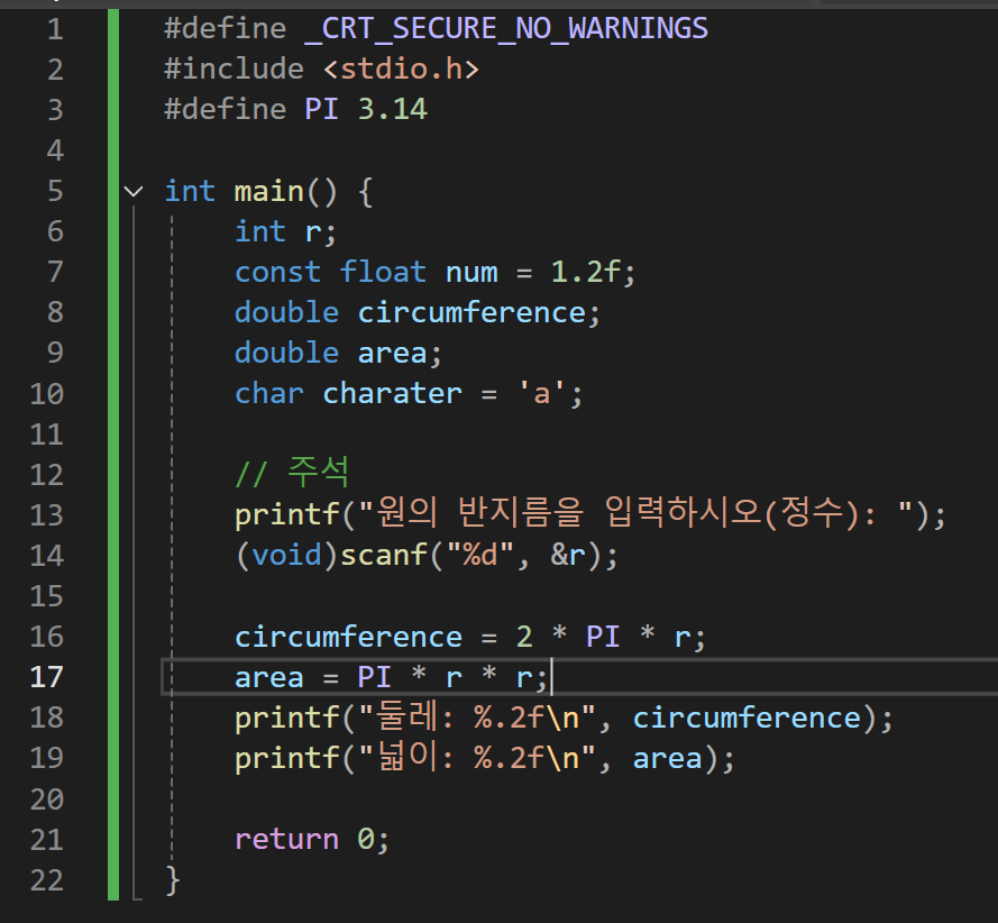 1 #define _CRT_SECURE_NO_WARNINGS
2 #include <stdio.h>
3 #define PI 3.14
4
5 int main() {
6 int r;
7 const float num = 1.2f;
8 double circumference;
9 double area;
10 char charater = 'a';
11
12 // 주석
13 printf("원의 반지름을 입력하시오(정수): ");
14 (void)scanf("%d", &r);
15
16 circumference = 2 * PI * r;
17 area = PI * r * r;
18 printf("둘레: %.2f\n", circumference);
19 printf("넓이: %.2f\n", area);
20
21 return 0;
22 }